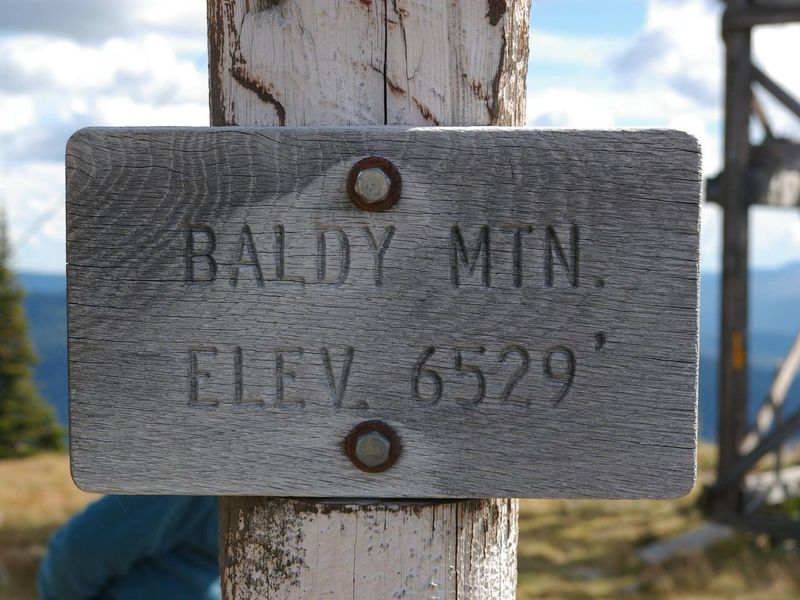 BALDY MTN.
ELEV. 6529'